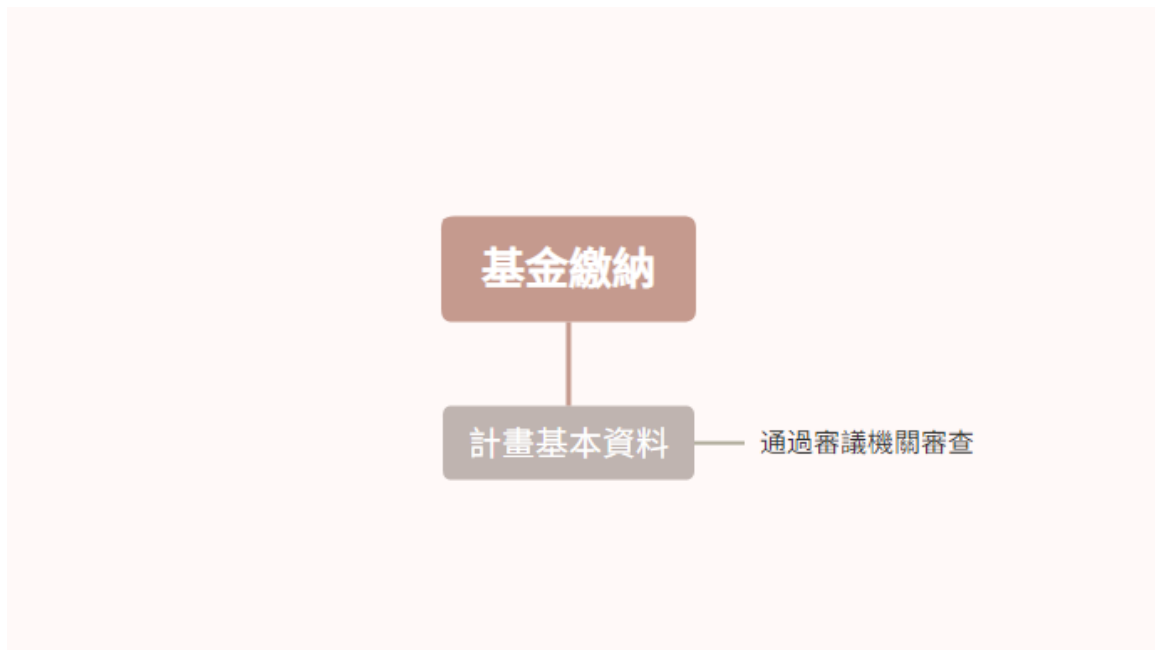 基金繳納
計畫基本資料
通過審議機關審查